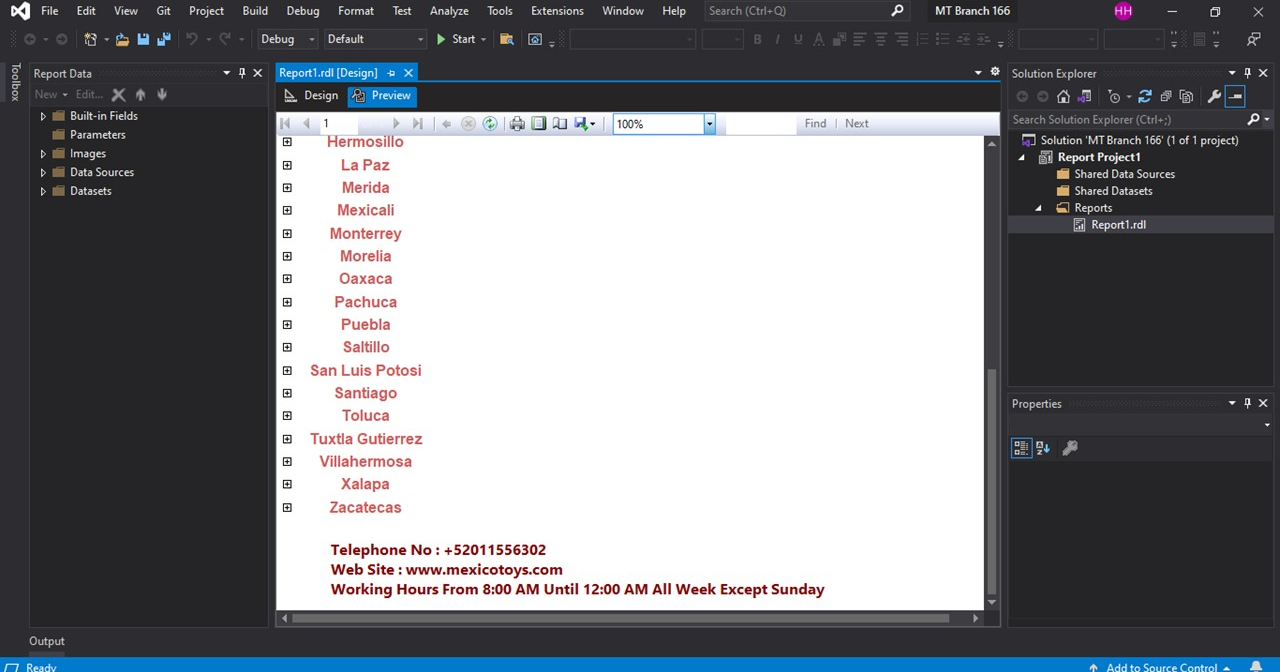 File Edit View Git Project Build Debug Format Test Analyze Tools Extensions Window Help Search (Ctrl+Q) MT Branch 166 HH
Debug Default Start
Toolbox
Report Data
New Edit...
Built-in Fields
Parameters
Images
Data Sources
Datasets
Report1.rdl [Design]
Design Preview
1 100% Find Next
Hermosillo
La Paz
Merida
Mexicali
Monterrey
Morelia
Oaxaca
Pachuca
Puebla
Saltillo
San Luis Potosi
Santiago
Toluca
Tuxtla Gutierrez
Villahermosa
Xalapa
Zacatecas
Telephone No : +52011556302
Web Site : www.mexicotoys.com
Working Hours From 8:00 AM Until 12:00 AM All Week Except Sunday
Solution Explorer
Search Solution Explorer (Ctrl+;)
Solution 'MT Branch 166' (1 of 1 project)
Report Project1
Shared Data Sources
Shared Datasets
Reports
Report1.rdl
Properties
Output
Ready Add to Source Control